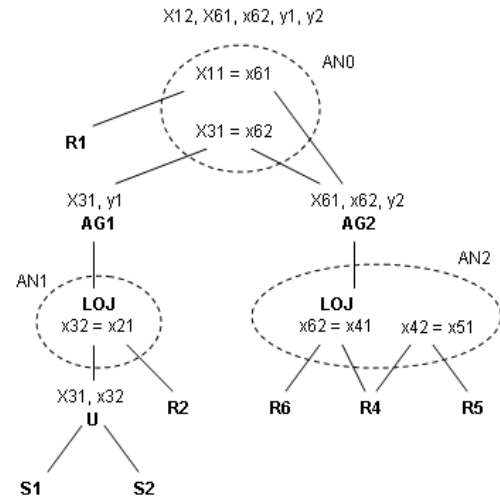 X12, X61, x62, y1, y2
AN0
X11 = x61
X31 = x62
R1
X31, y1
AG1
X61, x62, y2
AG2
AN1
AN2
LOJ
x32 = x21
LOJ
x62 = x41
x42 = x51
X31, x32
U
R2
R6
R4
R5
S1
S2